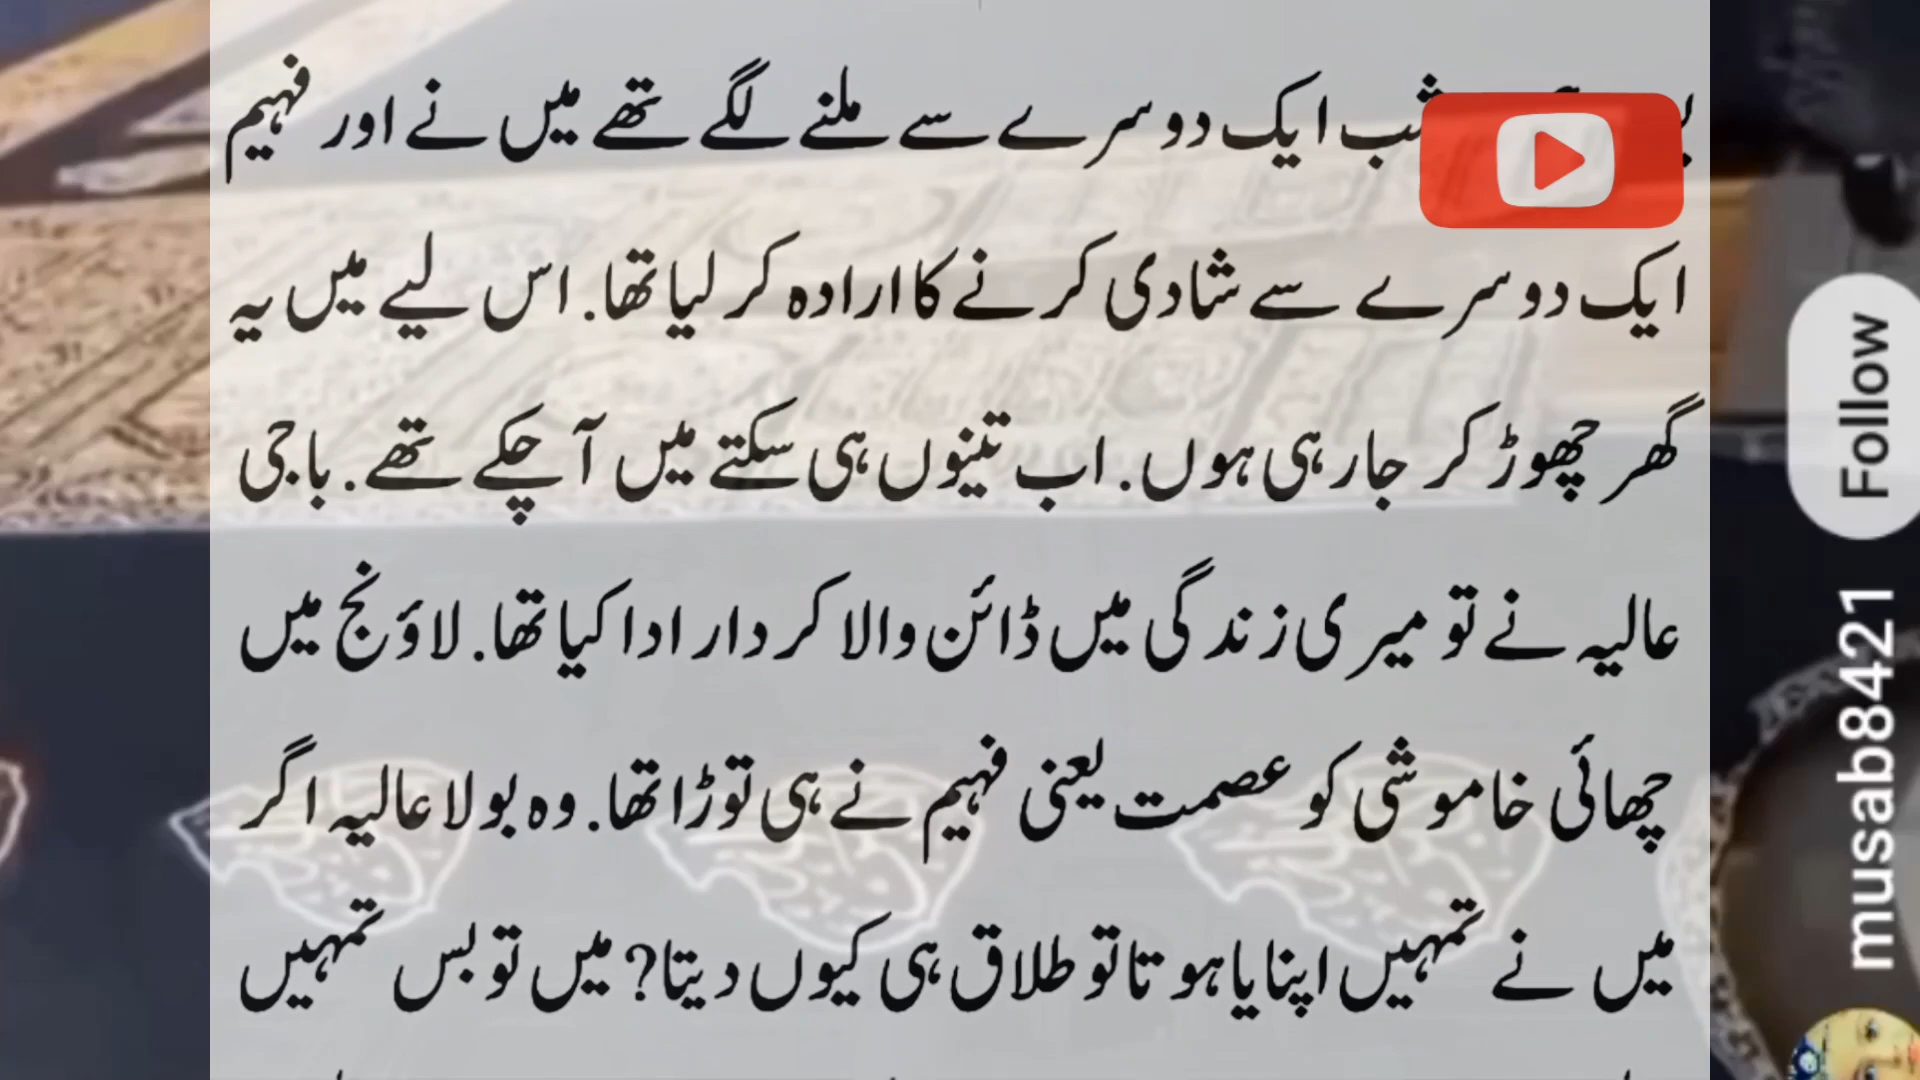 شب ایک دوسرے سے ملنے لگے تھے میں نے اور فہیم
ایک دوسرے سے شادی کرنے کا ارادہ کر لیا تھا. اس لیے میں یہ
گھر چھوڑ کر جا رہی ہوں. اب تینوں ہی سکتے میں آ چکے تھے. باجی
عالیہ نے تو میری زندگی میں ڈائن والا کردار ادا کیا تھا. لاؤنج میں
چھائی خاموشی کو عصمت یعنی فہیم نے ہی توڑا تھا. وہ بولا عالیہ اگر
میں نے تمہیں اپنایا ہوتا تو طلاق ہی کیوں دیتا? میں تو بس تمہیں
musab8421 Follow